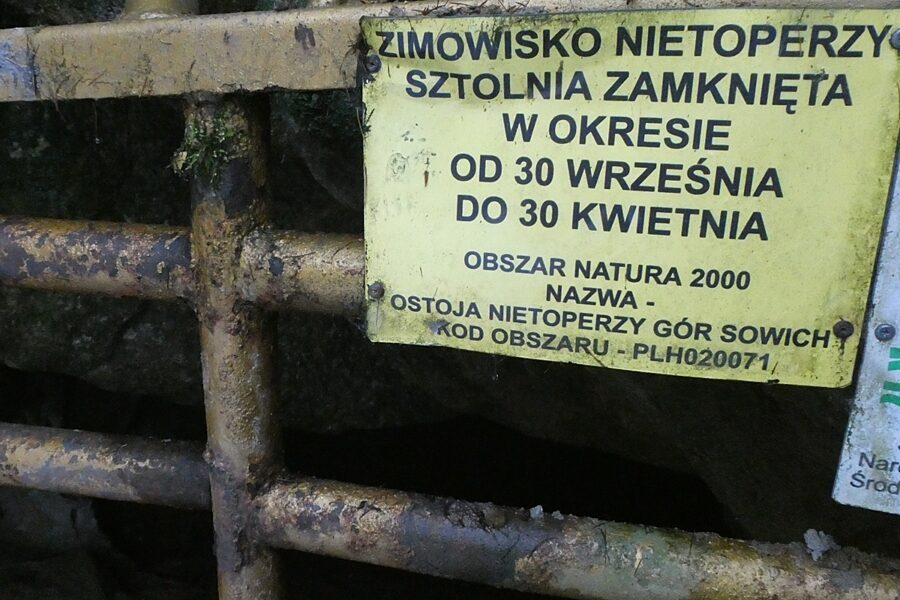 ZIMOWISKO NIETOPERZY
SZTOLNIA ZAMKNIĘTA
W OKRESIE
OD 30 WRZEŚNIA
DO 30 KWIETNIA
OBSZAR NATURA 2000
NAZWA -
OSTOJA NIETOPERZY GÓR SOWICH
KOD OBSZARU - PLH020071